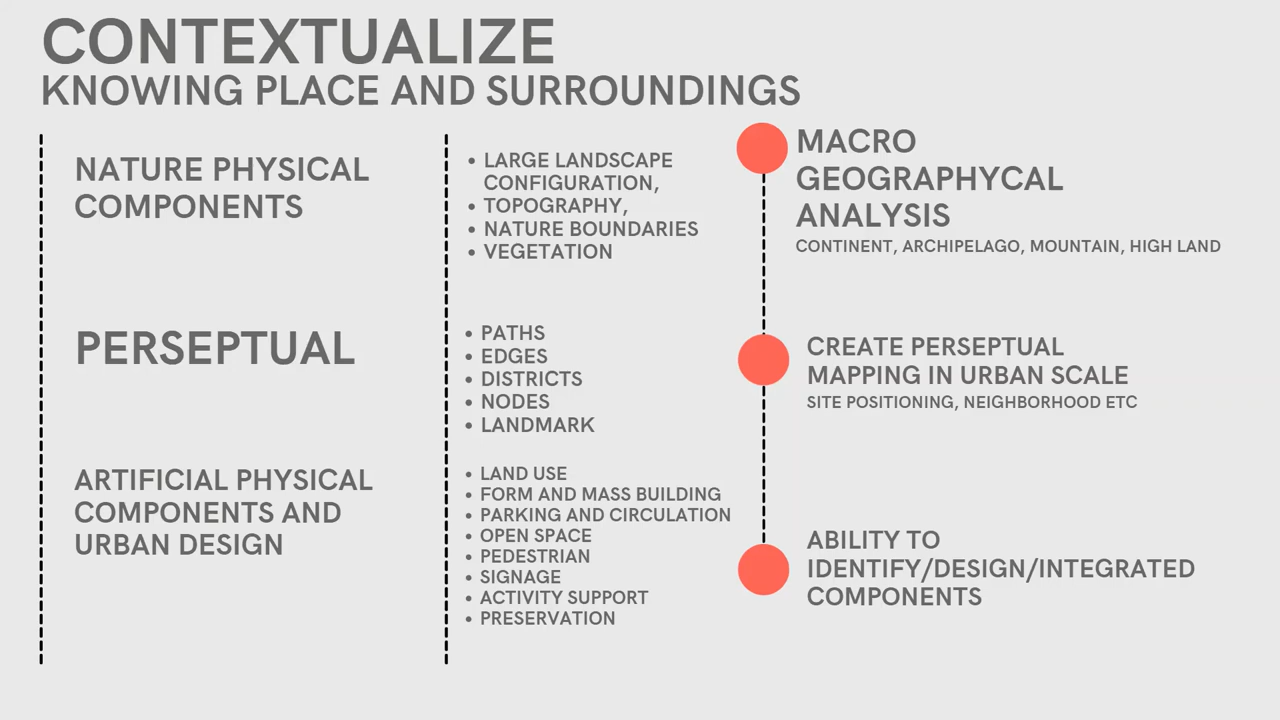 CONTEXTUALIZE
KNOWING PLACE AND SURROUNDINGS
NATURE PHYSICAL
COMPONENTS
• LARGE LANDSCAPE
CONFIGURATION,
• TOPOGRAPHY,
• NATURE BOUNDARIES
• VEGETATION
MACRO
GEOGRAPHYCAL
ANALYSIS
CONTINENT, ARCHIPELAGO, MOUNTAIN, HIGH LAND
PERSEPTUAL
• PATHS
• EDGES
• DISTRICTS
• NODES
• LANDMARK
CREATE PERSEPTUAL
MAPPING IN URBAN SCALE
SITE POSITIONING, NEIGHBORHOOD ETC
ARTIFICIAL PHYSICAL
COMPONENTS AND
URBAN DESIGN
• LAND USE
• FORM AND MASS BUILDING
• PARKING AND CIRCULATION
• OPEN SPACE
• PEDESTRIAN
• SIGNAGE
• ACTIVITY SUPPORT
• PRESERVATION
ABILITY TO
IDENTIFY/DESIGN/INTEGRATED
COMPONENTS